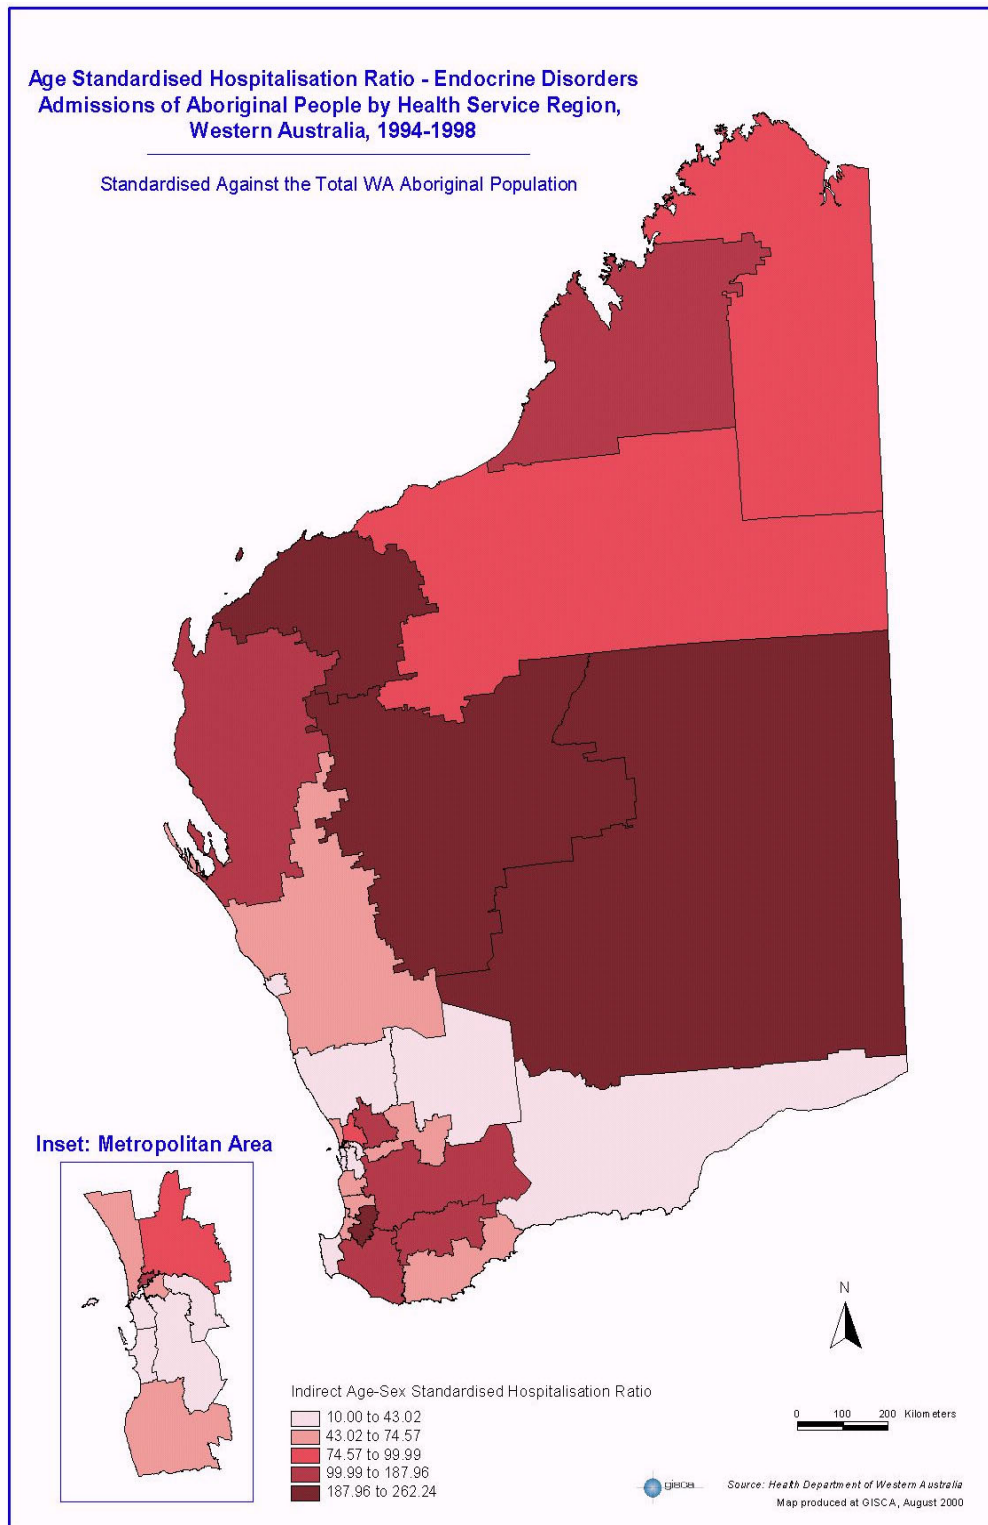 Age Standardised Hospitalisation Ratio - Endocrine Disorders
Admissions of Aboriginal People by Health Service Region,
Western Australia, 1994-1998
Standardised Against the Total WA Aboriginal Population
Inset: Metropolitan Area
N
Indirect Age-Sex Standardised Hospitalisation Ratio
10.00 to 43.02
43.02 to 74.57
74.57 to 99.99
99.99 to 187.96
187.96 to 262.24
0 100 200 Kilometers
gisca
Source: Health Department of Western Australia
Map produced at GISCA, August 2000